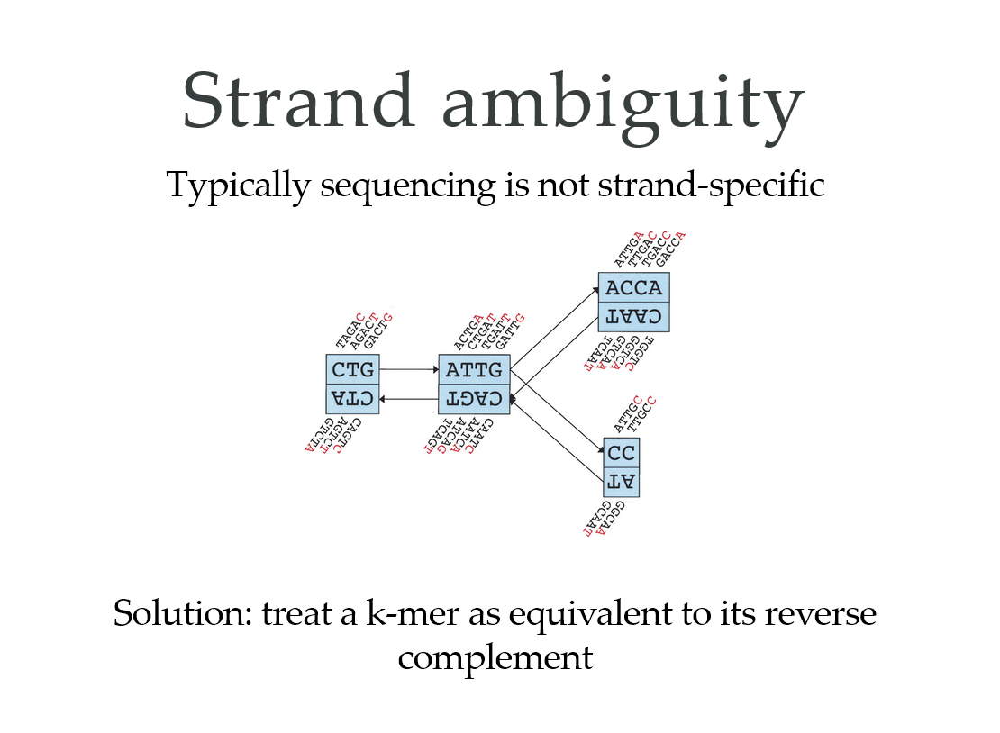 Strand ambiguity
Typically sequencing is not strand-specific
TAGAC
AGACT
GACTG
CTG
CTA
CAGTC
AGTCT
GTCTA
ACTGA
CTGAT
TGATT
GATTG
ATTG
CAGT
CAATC
AATCA
ATCAG
TCAGT
ATTGA
TTGAC
TGACC
GACCA
ACCA
CAAT
TGGTC
GGTCA
GTCAA
TCAAT
ATTGC
TTGCC
CC
AT
GGCAA
GCAAT
Solution: treat a k-mer as equivalent to its reverse
complement